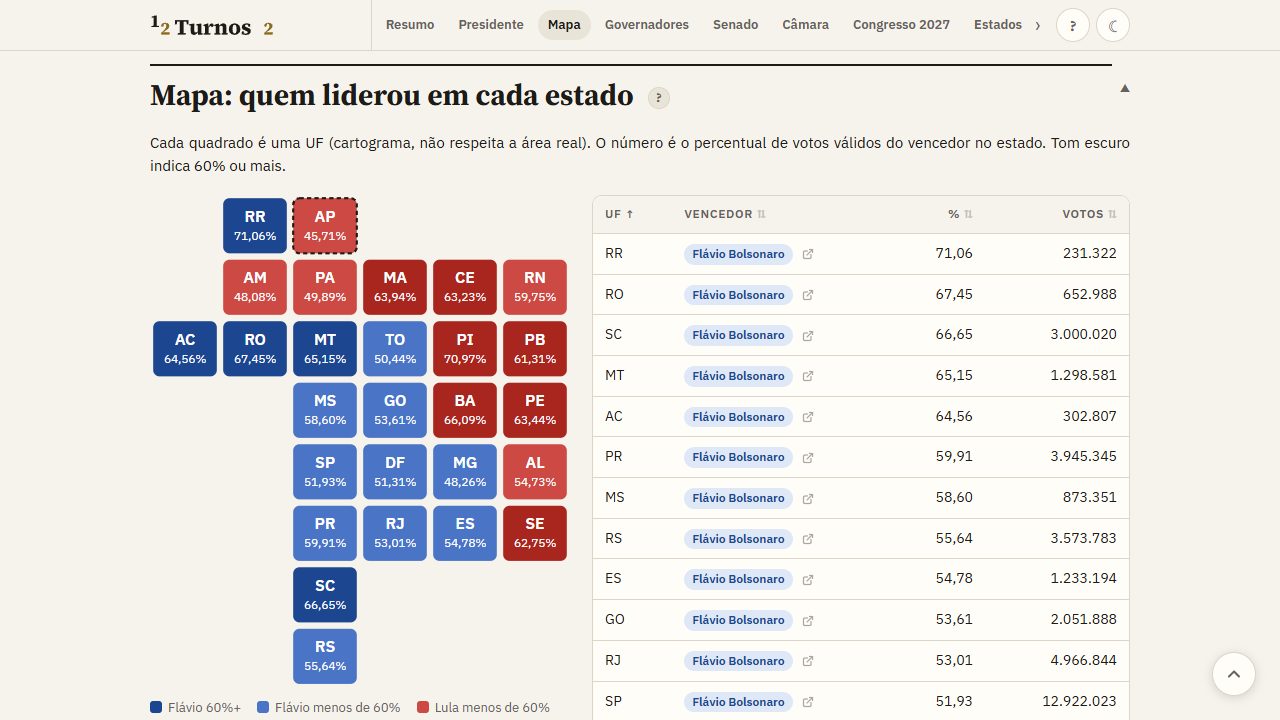 1 2 Turnos 2
Resumo Presidente Mapa Governadores Senado Câmara Congresso 2027 Estados › ?
Mapa: quem liderou em cada estado ?
Cada quadrado é uma UF (cartograma, não respeita a área real). O número é o percentual de votos válidos do vencedor no estado. Tom escuro
indica 60% ou mais.
RR AP
71,06% 45,71%
AM PA MA CE RN
48,08% 49,89% 63,94% 63,23% 59,75%
AC RO MT TO PI PB
64,56% 67,45% 65,15% 50,44% 70,97% 61,31%
MS GO BA PE
58,60% 53,61% 66,09% 63,44%
SP DF MG AL
51,93% 51,31% 48,26% 54,73%
PR RJ ES SE
59,91% 53,01% 54,78% 62,75%
SC
66,65%
RS
55,64%
Flávio 60%+ Flávio menos de 60% Lula menos de 60%
UF ↑ VENCEDOR ⇅ % ⇅ VOTOS ⇅
RR Flávio Bolsonaro 71,06 231.322
RO Flávio Bolsonaro 67,45 652.988
SC Flávio Bolsonaro 66,65 3.000.020
MT Flávio Bolsonaro 65,15 1.298.581
AC Flávio Bolsonaro 64,56 302.807
PR Flávio Bolsonaro 59,91 3.945.345
MS Flávio Bolsonaro 58,60 873.351
RS Flávio Bolsonaro 55,64 3.573.783
ES Flávio Bolsonaro 54,78 1.233.194
GO Flávio Bolsonaro 53,61 2.051.888
RJ Flávio Bolsonaro 53,01 4.966.844
SP Flávio Bolsonaro 51,93 12.922.023